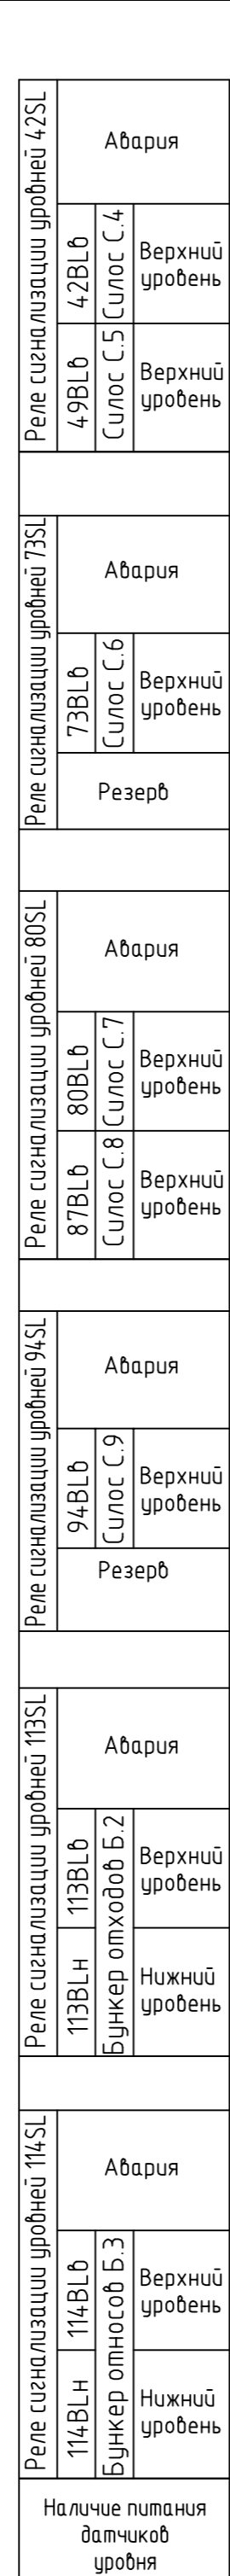 Реле сигнализации уровней 42SL
Авария
42BLв
Силос С.4
Верхний
уровень
49BLв
Силос С.5
Верхний
уровень
Реле сигнализации уровней 73SL
Авария
73BLв
Силос С.6
Верхний
уровень
Резерв
Реле сигнализации уровней 80SL
Авария
80BLв
Силос С.7
Верхний
уровень
87BLв
Силос С.8
Верхний
уровень
Реле сигнализации уровней 94SL
Авария
94BLв
Силос С.9
Верхний
уровень
Резерв
Реле сигнализации уровней 113SL
Авария
113BLв
Бункер отходов Б.2
Верхний
уровень
113BLн
Нижний
уровень
Реле сигнализации уровней 114SL
Авария
114BLв
Бункер относов Б.3
Верхний
уровень
114BLн
Нижний
уровень
Наличие питания
датчиков
уровня